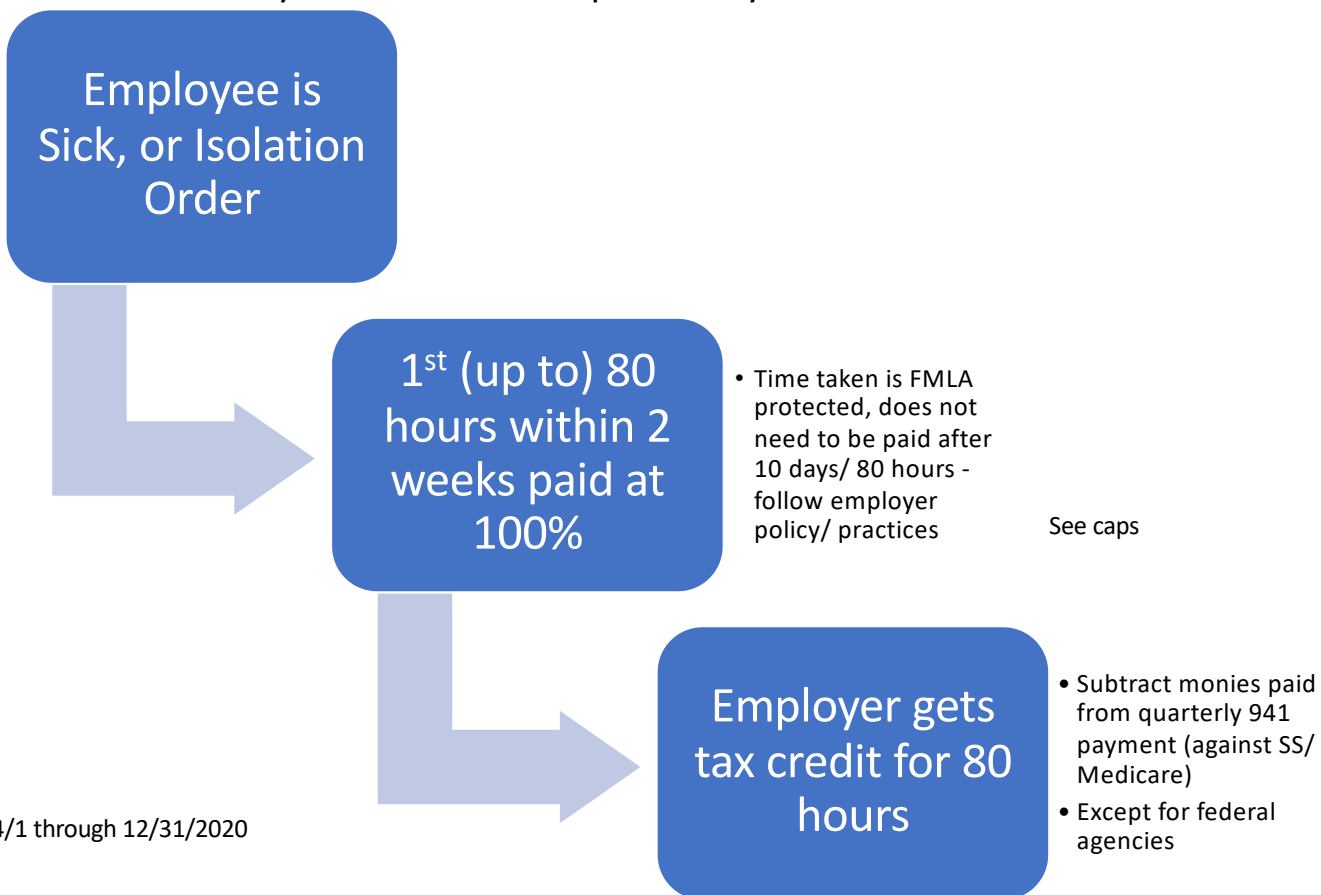 Employee is
Sick, or Isolation
Order
1st (up to) 80
hours within 2
weeks paid at
100%
• Time taken is FMLA
protected, does not
need to be paid after
10 days/ 80 hours -
follow employer
policy/ practices
See caps
Employer gets
tax credit for 80
hours
• Subtract monies paid
from quarterly 941
payment (against SS/
Medicare)
• Except for federal
agencies
4/1 through 12/31/2020